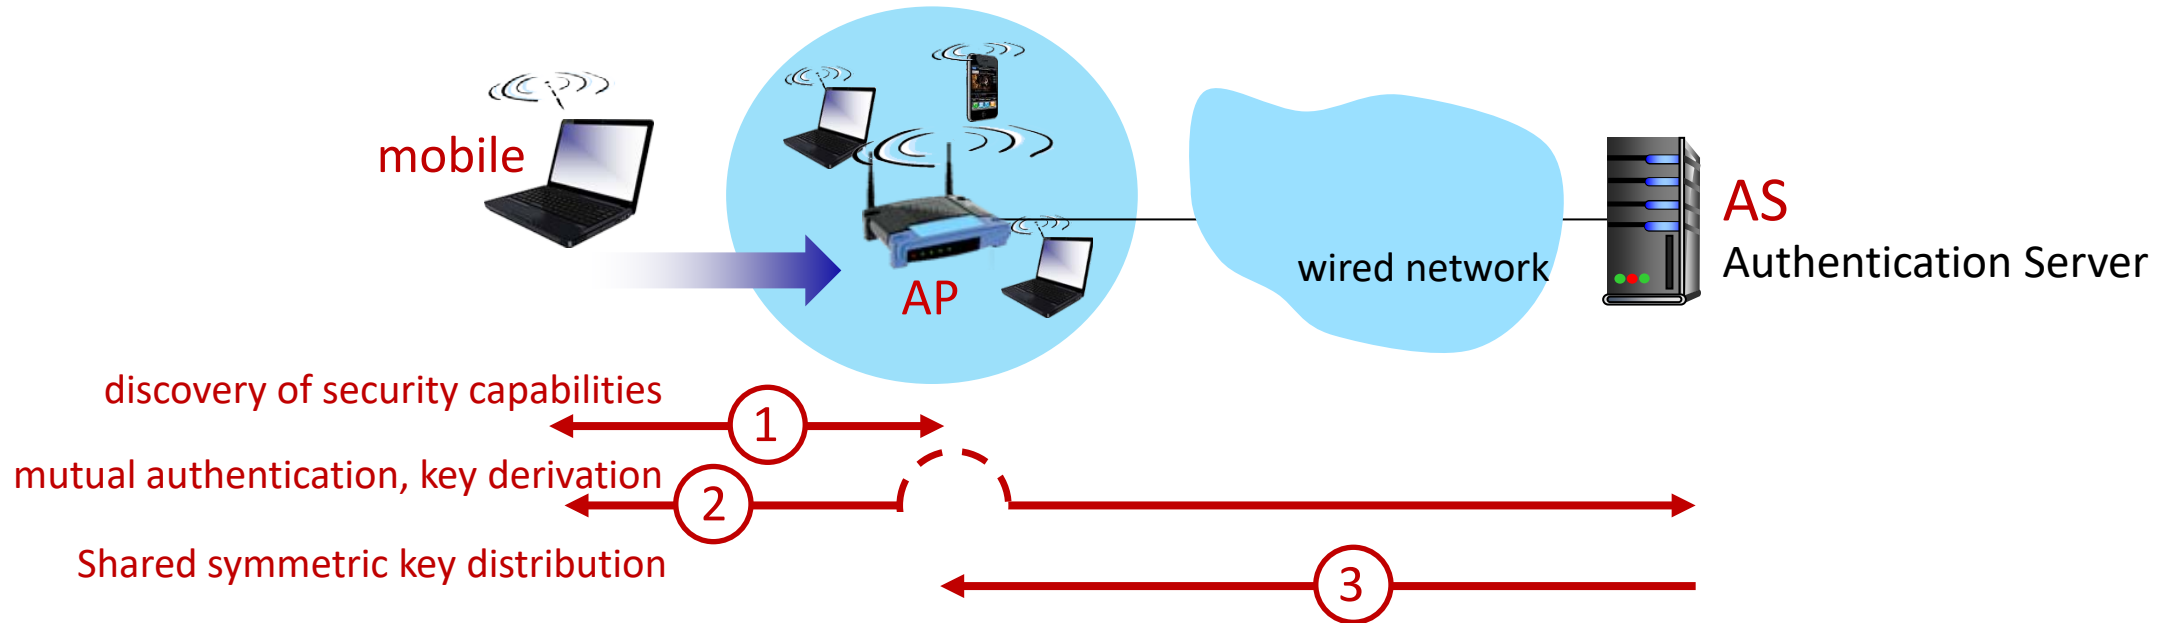 mobile
AP
wired network
AS
Authentication Server
discovery of security capabilities
1
mutual authentication, key derivation
2
Shared symmetric key distribution
3